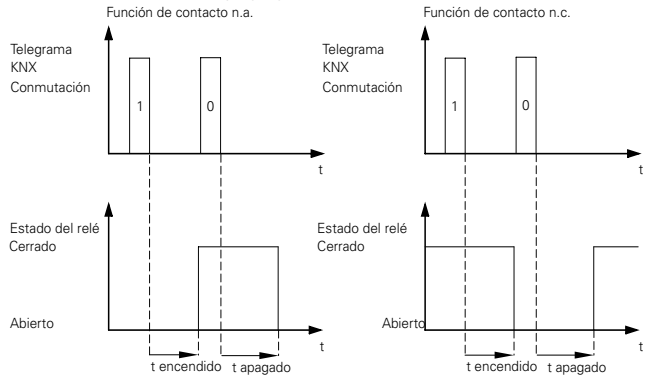 Función de contacto n.a.
Telegrama
KNX
Conmutación
1
0
t
Estado del relé
Cerrado
Abierto
t
t encendido
t apagado
Función de contacto n.c.
Telegrama
KNX
Conmutación
1
0
t
Estado del relé
Cerrado
Abierto
t
t encendido
t apagado